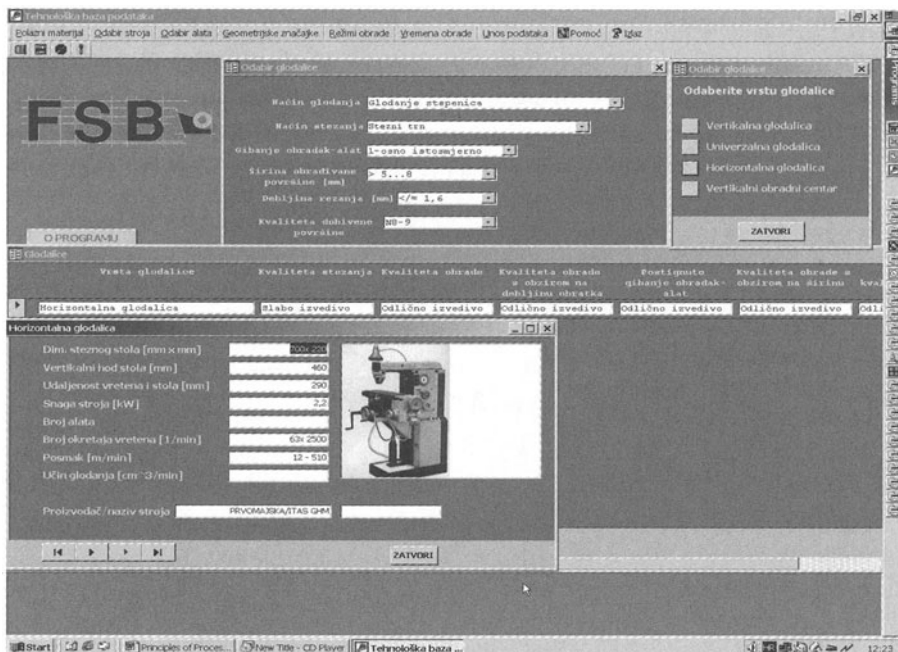 Tehnološka baza podataka
Polazni materijal Odabir stroja Odabir alata Geometrijske značajke Režimi obrade Vremena obrade Unos podataka Pomoć Izlaz
FSB
O PROGRAMU
Odabir glodalice
Način glodanja Glodanje stepenica
Način stezanja Stezni trn
Gibanje obradak-alat 1-osno istosmjerno
Širina obrađivane površine [mm] > 5...8
Debljina rezanja [mm] </= 1,6
Kvaliteta dobivene površine N8-9
Odabir glodalice
Odaberite vrstu glodalice
Vertikalna glodalica
Univerzalna glodalica
Horizontalna glodalica
Vertikalni obradni centar
ZATVORI
Programs
Glodalice
Vrsta glodalice Kvaliteta stezanja Kvaliteta obrade Kvaliteta obrade s obzirom na debljinu obratka Postignuto gibanje obradak-alat Kvaliteta obrade s obzirom na širinu
Horizontalna glodalica Slabo izvedivo Odlično izvedivo Odlično izvedivo Odlično izvedivo Odlično izvedivo
Horizontalna glodalica
Dim. steznog stola [mm x mm]
Vertikalni hod stola [mm] 460
Udaljenost vretena i stola [mm] 290
Snaga stroja [kW] 2,2
Broj alata
Broj okretaja vretena [1/min] 63x 2500
Posmak [m/min] 12 - 510
Učin glodanja [cm^3/min]
Proizvođač/naziv stroja PRVOMAJSKA/ITAS GHM
ZATVORI
Start Principles of Proces... New Title - CD Player Tehnološka baza ... 12:23